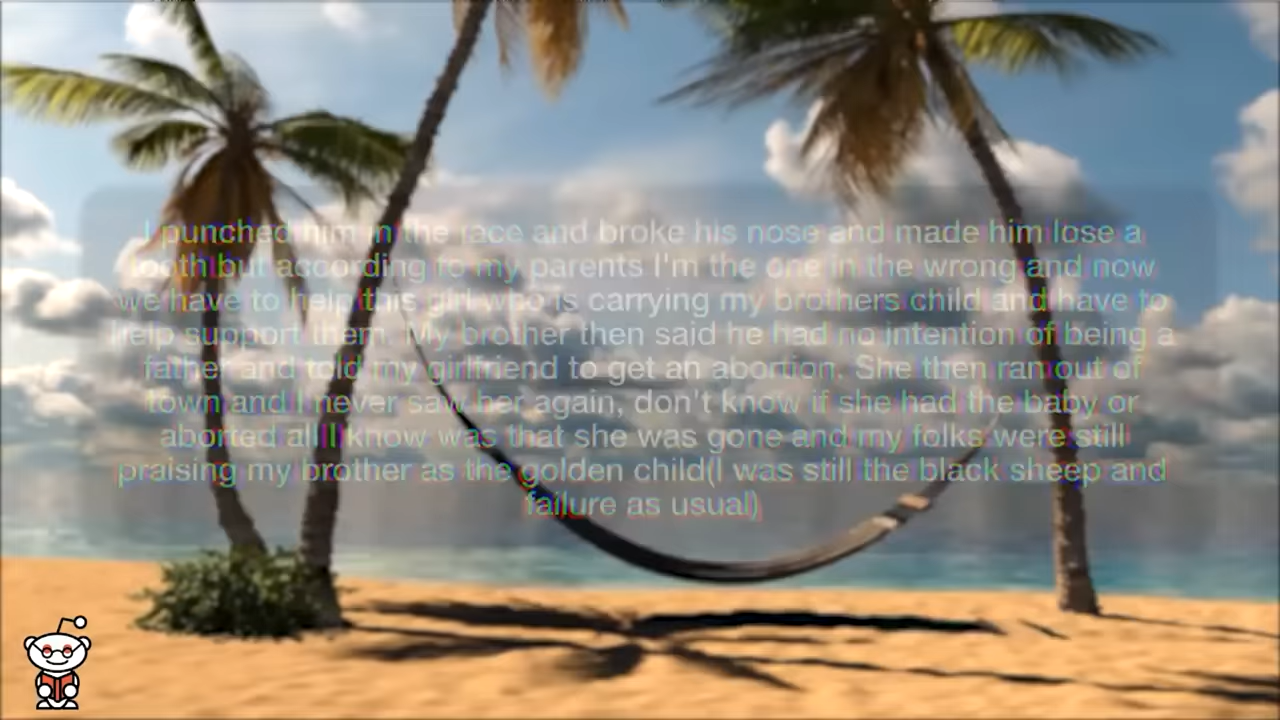 I punched him in the face and broke his nose and made him lose a
tooth but according to my parents I'm the one in the wrong and now
we have to help this girl who is carrying my brothers child and have to
help support them. My brother then said he had no intention of being a
father and told my girlfriend to get an abortion. She then ran out of
town and I never saw her again, don't know if she had the baby or
aborted all I know was that she was gone and my folks were still
praising my brother as the golden child(I was still the black sheep and
failure as usual)